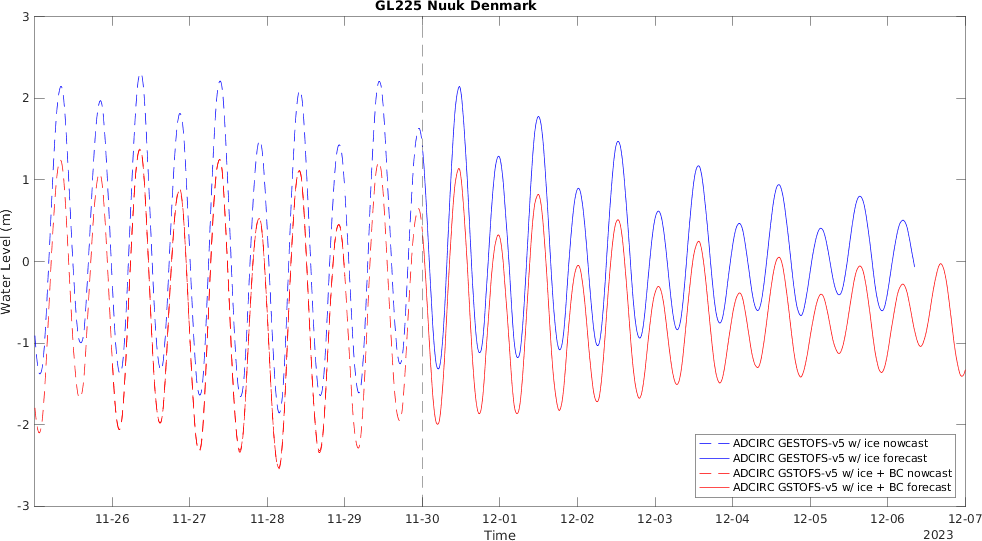 GL225 Nuuk Denmark
3
2
1
0
-1
-2
-3
Water Level (m)
ADCIRC GESTOFS-v5 w/ ice nowcast
ADCIRC GESTOFS-v5 w/ ice forecast
ADCIRC GSTOFS-v5 w/ ice + BC nowcast
ADCIRC GSTOFS-v5 w/ ice + BC forecast
11-26 11-27 11-28 11-29 11-30 12-01 12-02 12-03 12-04 12-05 12-06 12-07
Time
2023